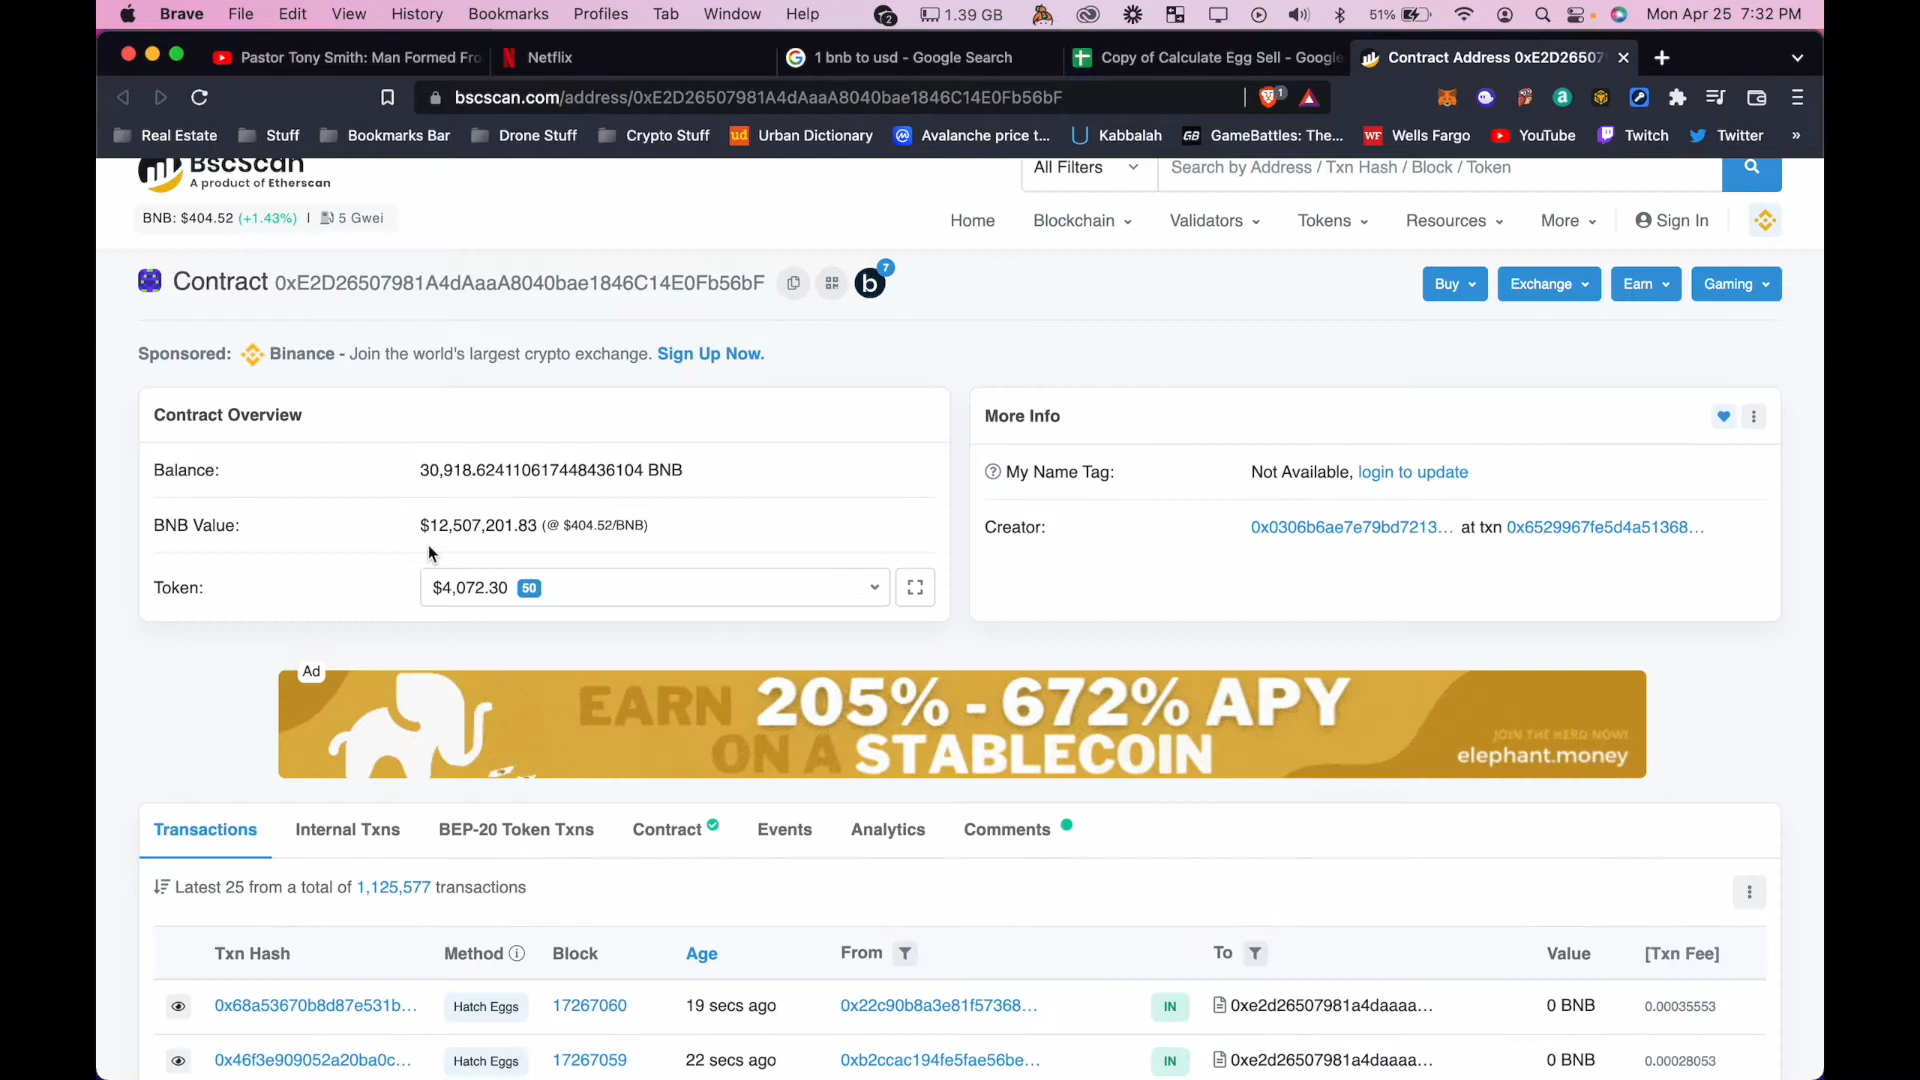 Brave File Edit View History Bookmarks Profiles Tab Window Help 2 1.39 GB 51% Mon Apr 25 7:32 PM
Pastor Tony Smith: Man Formed Fro Netflix 1 bnb to usd - Google Search Copy of Calculate Egg Sell - Google Contract Address 0xE2D26507
bscscan.com/address/0xE2D26507981A4dAaaA8040bae1846C14E0Fb56bF 1
Real Estate Stuff Bookmarks Bar Drone Stuff Crypto Stuff ud Urban Dictionary Avalanche price t... Kabbalah GB GameBattles: The... WF Wells Fargo YouTube Twitch Twitter »
BscScan
A product of Etherscan
All Filters Search by Address / Txn Hash / Block / Token
BNB: $404.52 (+1.43%) | 5 Gwei
Home Blockchain Validators Tokens Resources More Sign In
Contract 0xE2D26507981A4dAaaA8040bae1846C14E0Fb56bF b 7
Buy Exchange Earn Gaming
Sponsored: Binance - Join the world's largest crypto exchange. Sign Up Now.
Contract Overview
Balance: 30,918.624110617448436104 BNB
BNB Value: $12,507,201.83 (@ $404.52/BNB)
Token: $4,072.30 50
More Info
My Name Tag: Not Available, login to update
Creator: 0x0306b6ae7e79bd7213... at txn 0x6529967fe5d4a51368...
Ad
EARN 205% - 672% APY
ON A STABLECOIN
JOIN THE HERD NOW!
elephant.money
Transactions Internal Txns BEP-20 Token Txns Contract Events Analytics Comments
Latest 25 from a total of 1,125,577 transactions
Txn Hash Method Block Age From To Value [Txn Fee]
0x68a53670b8d87e531b... Hatch Eggs 17267060 19 secs ago 0x22c90b8a3e81f57368... IN 0xe2d26507981a4daaaa... 0 BNB 0.00035553
0x46f3e909052a20ba0c... Hatch Eggs 17267059 22 secs ago 0xb2ccac194fe5fae56be... IN 0xe2d26507981a4daaaa... 0 BNB 0.00028053